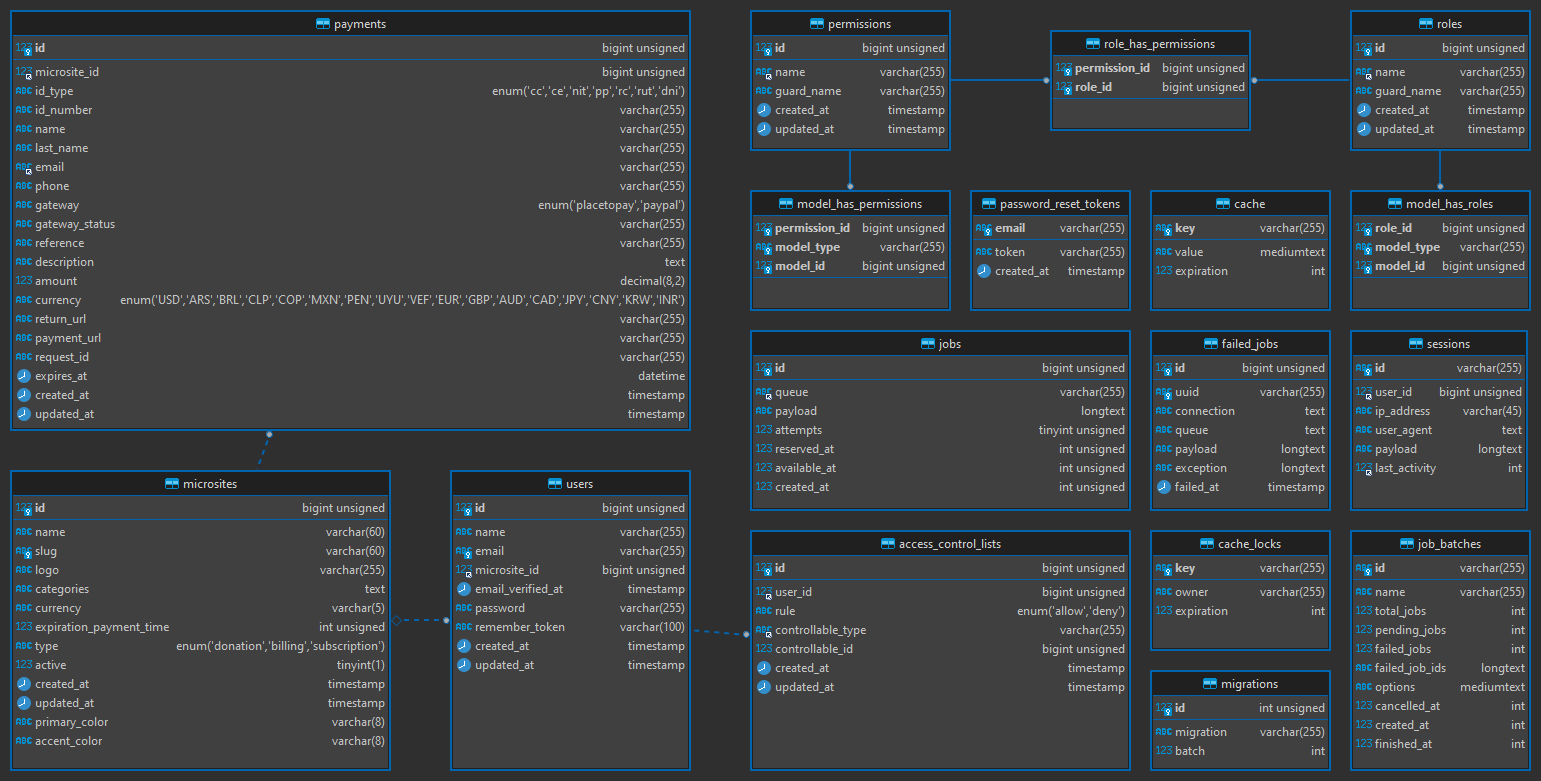 payments
id bigint unsigned
microsite_id bigint unsigned
id_type enum('cc','ce','nit','pp','rc','rut','dni')
id_number varchar(255)
name varchar(255)
last_name varchar(255)
email varchar(255)
phone varchar(255)
gateway enum('placetopay','paypal')
gateway_status varchar(255)
reference varchar(255)
description text
amount decimal(8,2)
currency enum('USD','ARS','BRL','CLP','COP','MXN','PEN','UYU','VEF','EUR','GBP','AUD','CAD','JPY','CNY','KRW','INR')
return_url varchar(255)
payment_url varchar(255)
request_id varchar(255)
expires_at datetime
created_at timestamp
updated_at timestamp
permissions
id bigint unsigned
name varchar(255)
guard_name varchar(255)
created_at timestamp
updated_at timestamp
role_has_permissions
permission_id bigint unsigned
role_id bigint unsigned
roles
id bigint unsigned
name varchar(255)
guard_name varchar(255)
created_at timestamp
updated_at timestamp
model_has_permissions
permission_id bigint unsigned
model_type varchar(255)
model_id bigint unsigned
password_reset_tokens
email varchar(255)
token varchar(255)
created_at timestamp
cache
key varchar(255)
value mediumtext
expiration int
model_has_roles
role_id bigint unsigned
model_type varchar(255)
model_id bigint unsigned
jobs
id bigint unsigned
queue varchar(255)
payload longtext
attempts tinyint unsigned
reserved_at int unsigned
available_at int unsigned
created_at int unsigned
failed_jobs
id bigint unsigned
uuid varchar(255)
connection text
queue text
payload longtext
exception longtext
failed_at timestamp
sessions
id varchar(255)
user_id bigint unsigned
ip_address varchar(45)
user_agent text
payload longtext
last_activity int
microsites
id bigint unsigned
name varchar(60)
slug varchar(60)
logo varchar(255)
categories text
currency varchar(5)
expiration_payment_time int unsigned
type enum('donation','billing','subscription')
active tinyint(1)
created_at timestamp
updated_at timestamp
primary_color varchar(8)
accent_color varchar(8)
users
id bigint unsigned
name varchar(255)
email varchar(255)
microsite_id bigint unsigned
email_verified_at timestamp
password varchar(255)
remember_token varchar(100)
created_at timestamp
updated_at timestamp
access_control_lists
id bigint unsigned
user_id bigint unsigned
rule enum('allow','deny')
controllable_type varchar(255)
controllable_id bigint unsigned
created_at timestamp
updated_at timestamp
cache_locks
key varchar(255)
owner varchar(255)
expiration int
migrations
id int unsigned
migration varchar(255)
batch int
job_batches
id varchar(255)
name varchar(255)
total_jobs int
pending_jobs int
failed_jobs int
failed_job_ids longtext
options mediumtext
cancelled_at int
created_at int
finished_at int